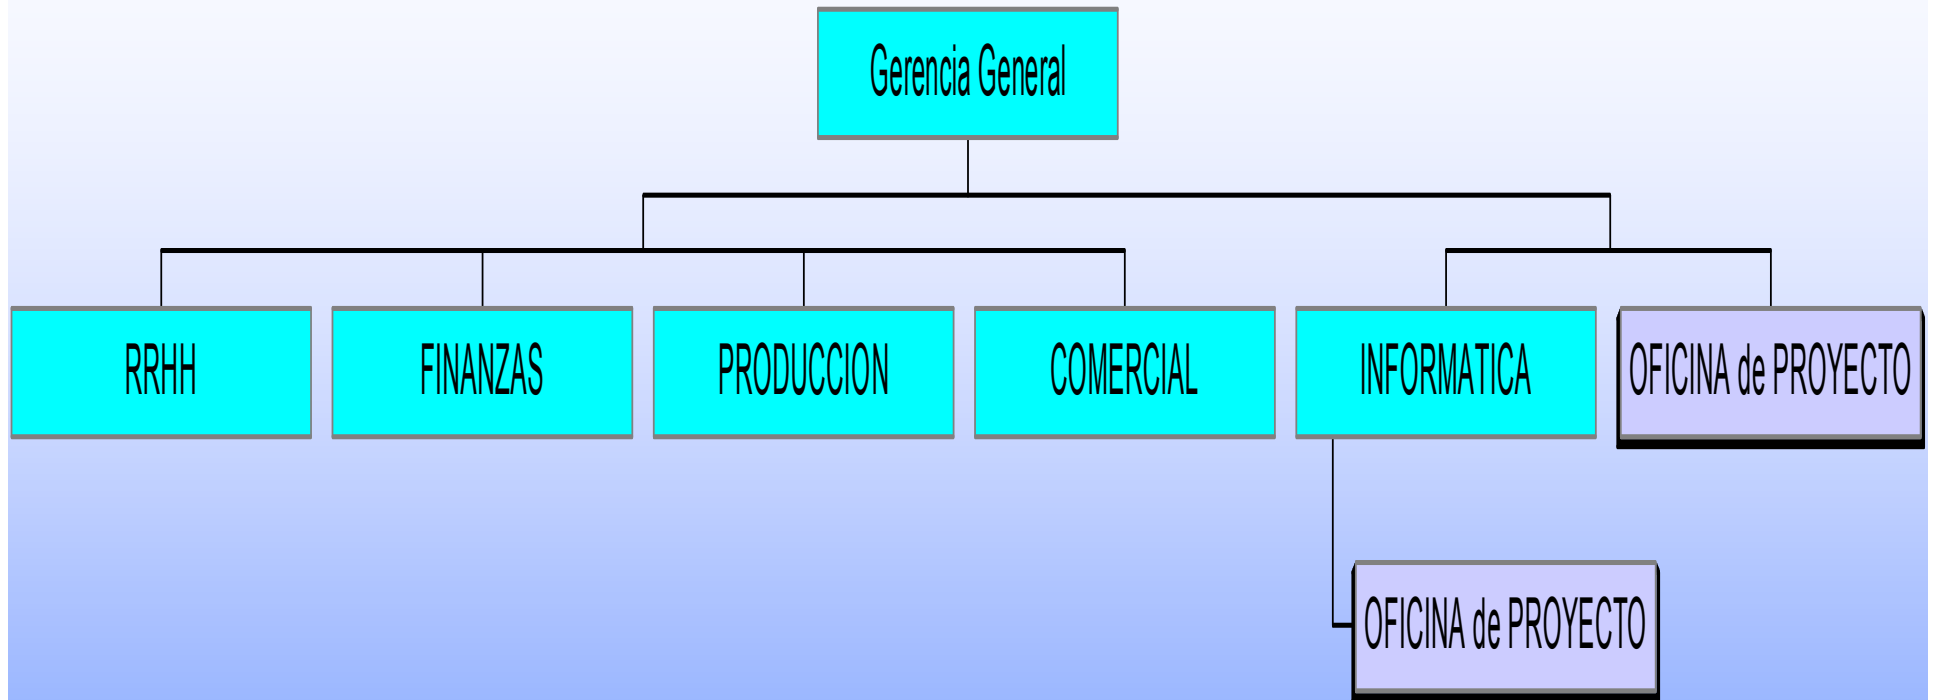 Gerencia General
RRHH
FINANZAS
PRODUCCION
COMERCIAL
INFORMATICA
OFICINA de PROYECTO
OFICINA de PROYECTO